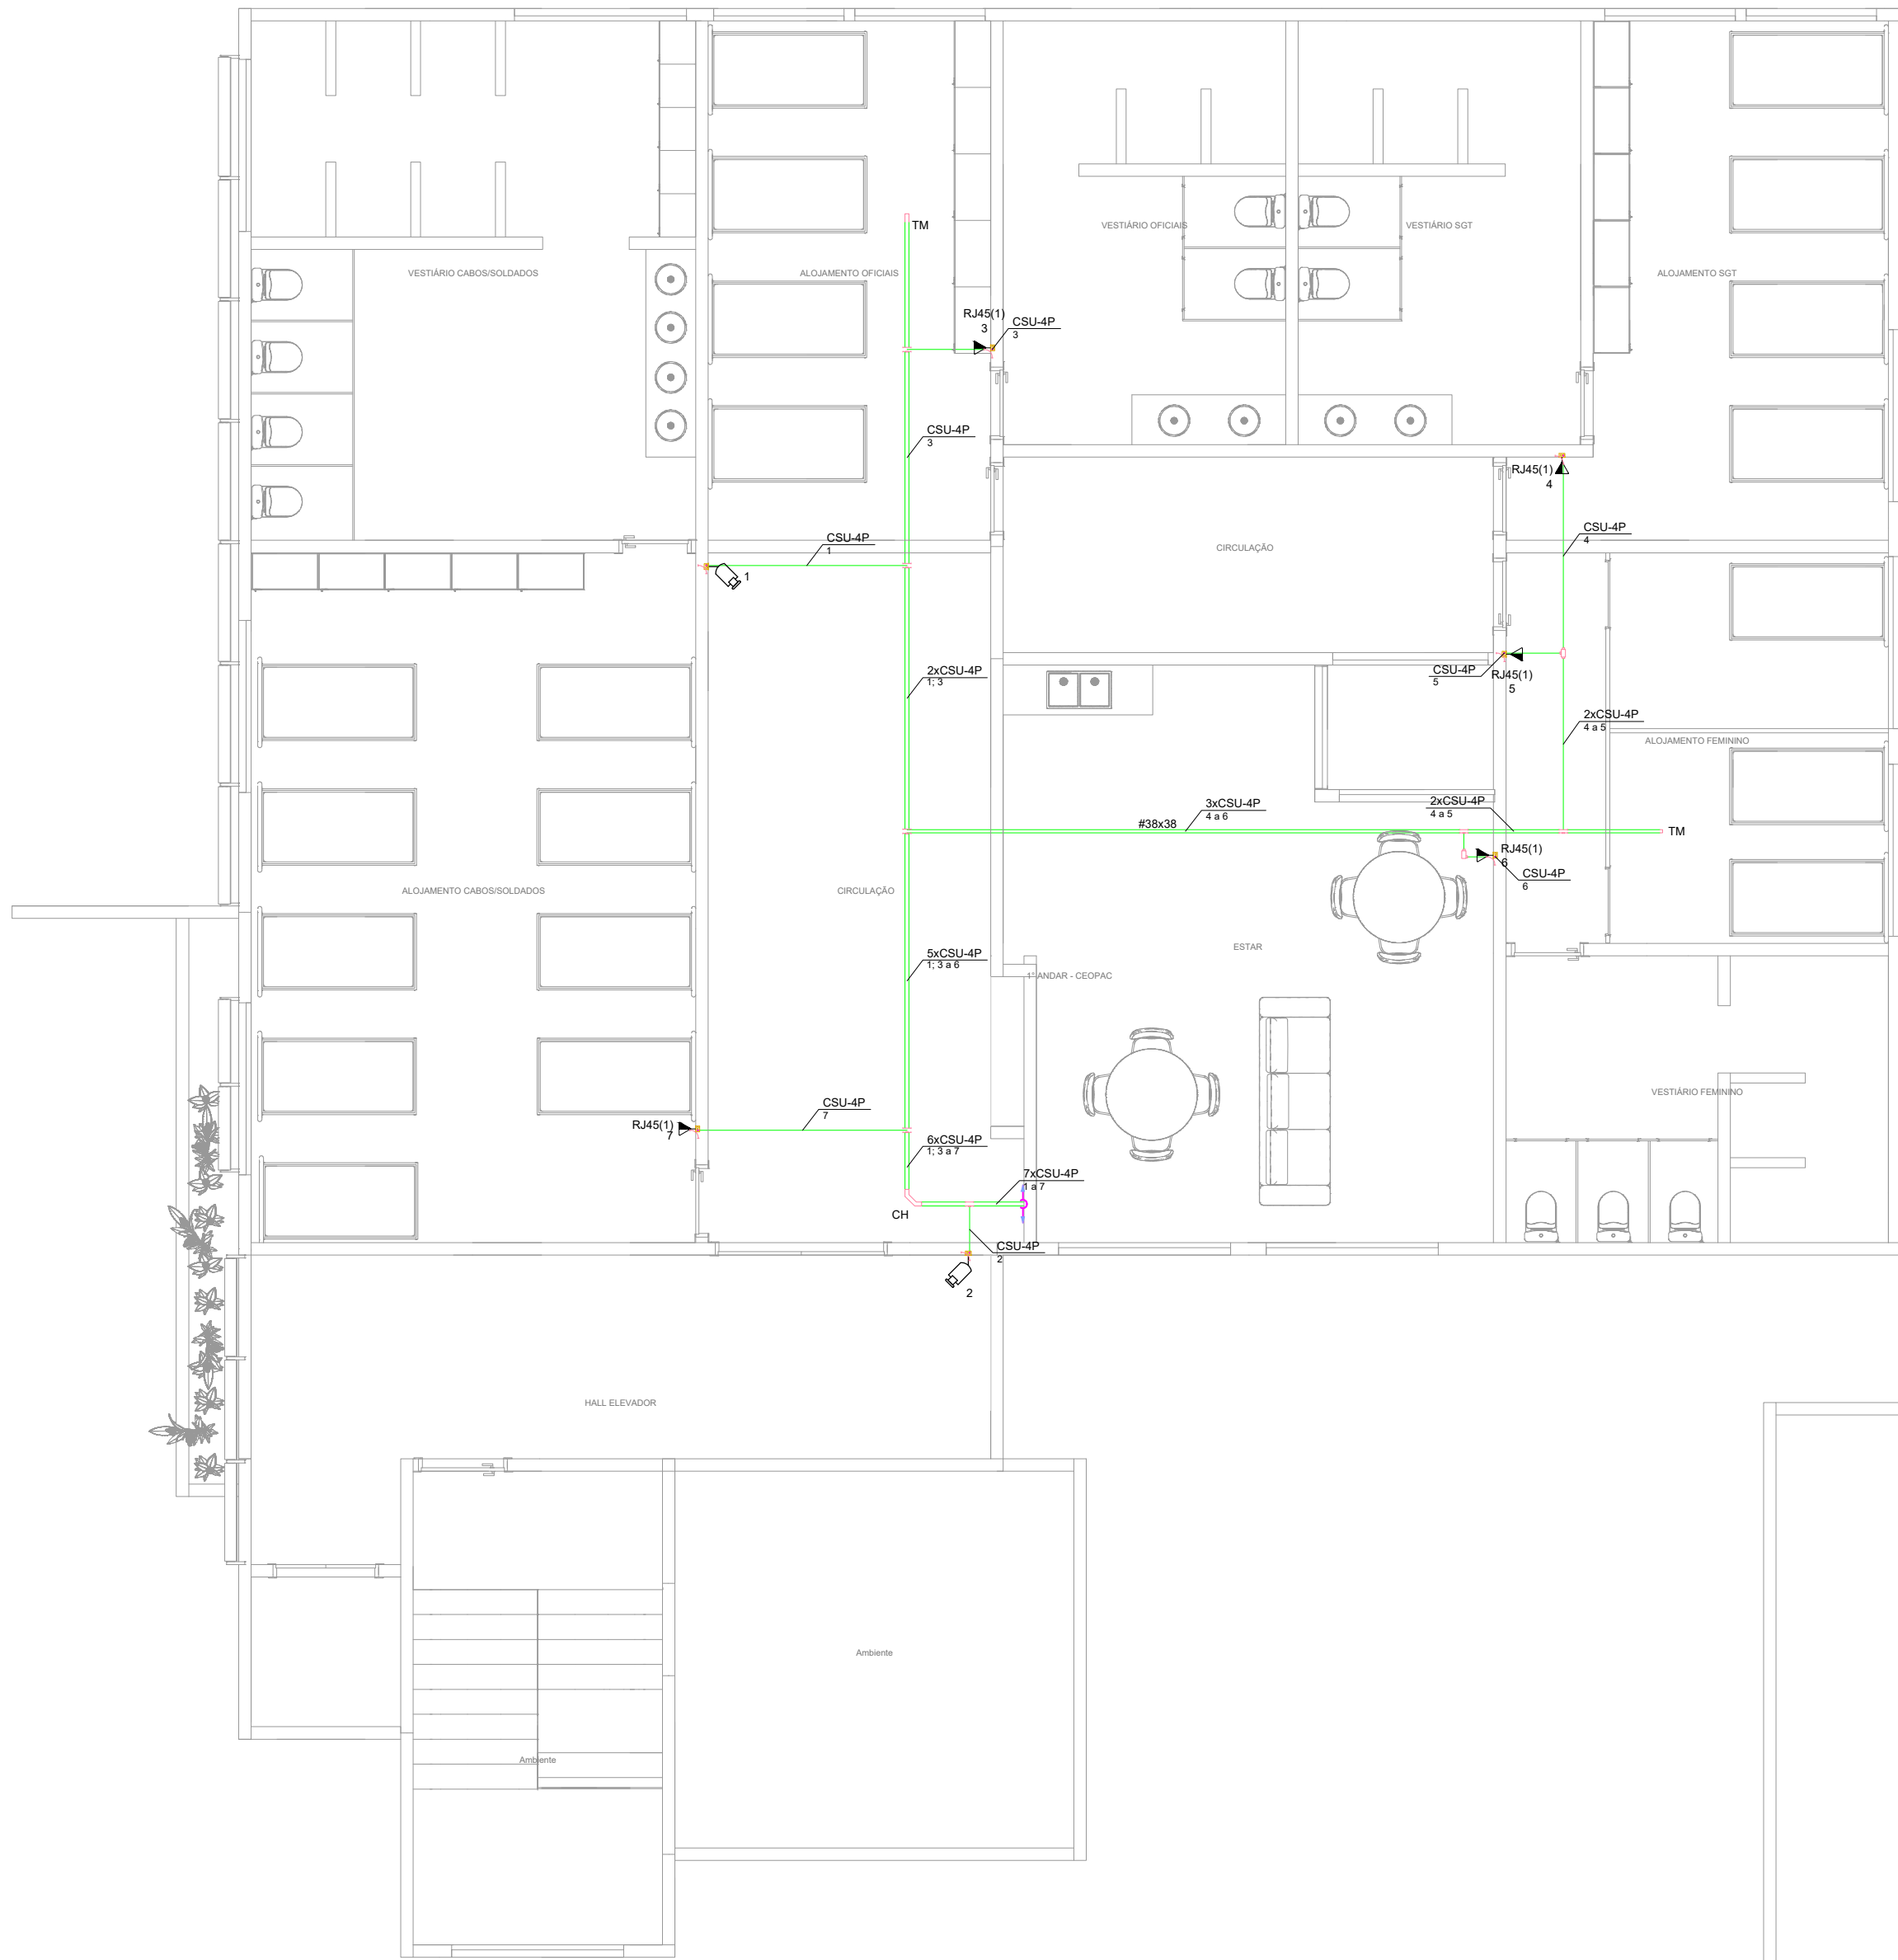 TM
VESTIÁRIO OFICIAIS
VESTIÁRIO SGT
VESTIÁRIO CABOS/SOLDADOS
ALOJAMENTO OFICIAIS
ALOJAMENTO SGT
RJ45(1)
3
CSU-4P
3
CSU-4P
3
RJ45(1)
4
CSU-4P
4
CSU-4P
1
1
CIRCULAÇÃO
2xCSU-4P
1; 3
CSU-4P
5
RJ45(1)
5
2xCSU-4P
4 a 5
ALOJAMENTO FEMININO
#38x38
3xCSU-4P
4 a 6
2xCSU-4P
4 a 5
TM
RJ45(1)
6
CSU-4P
6
ALOJAMENTO CABOS/SOLDADOS
CIRCULAÇÃO
ESTAR
5xCSU-4P
1; 3 a 6
1° ANDAR - CEOPAC
VESTIÁRIO FEMININO
CSU-4P
7
RJ45(1)
7
6xCSU-4P
1; 3 a 7
7xCSU-4P
1 a 7
CH
CSU-4P
2
2
HALL ELEVADOR
Ambiente
Ambiente